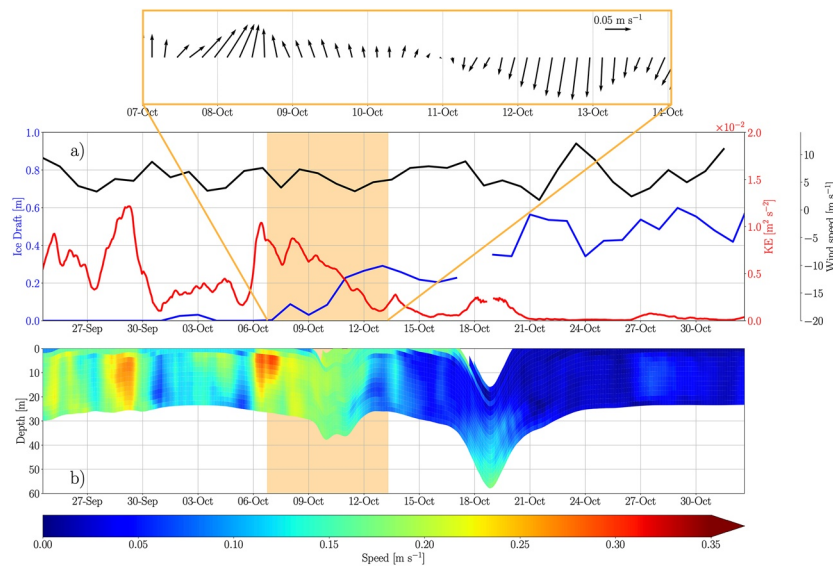 0.05 m s⁻¹
07-Oct 08-Oct 09-Oct 10-Oct 11-Oct 12-Oct 13-Oct 14-Oct
×10⁻²
a)
1.0
0.8
0.6
0.4
0.2
0.0
Ice Draft [m]
2.0
1.5
1.0
0.5
0.0
KE [m² s⁻²]
10
5
0
−5
−10
−15
−20
Wind speed [m s⁻¹]
27-Sep 30-Sep 03-Oct 06-Oct 09-Oct 12-Oct 15-Oct 18-Oct 21-Oct 24-Oct 27-Oct 30-Oct
0
10
20
30
40
50
60
Depth [m]
b)
27-Sep 30-Sep 03-Oct 06-Oct 09-Oct 12-Oct 15-Oct 18-Oct 21-Oct 24-Oct 27-Oct 30-Oct
0.00 0.05 0.10 0.15 0.20 0.25 0.30 0.35
Speed [m s⁻¹]